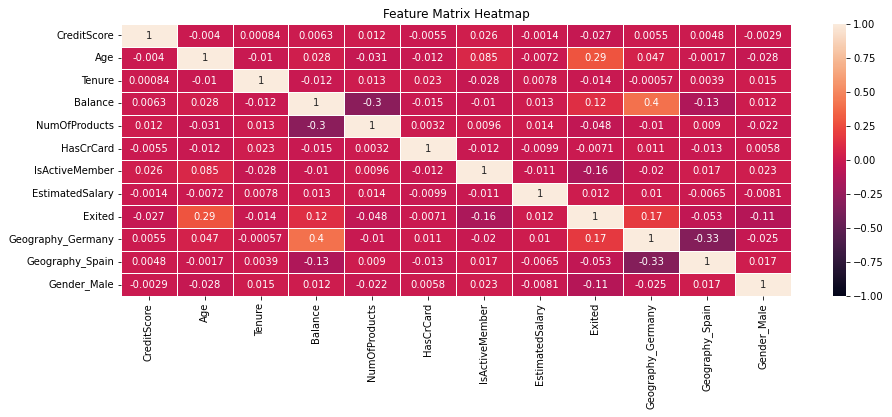 Feature Matrix Heatmap
CreditScore 1 -0.004 0.00084 0.0063 0.012 -0.0055 0.026 -0.0014 -0.027 0.0055 0.0048 -0.0029
Age -0.004 1 -0.01 0.028 -0.031 -0.012 0.085 -0.0072 0.29 0.047 -0.0017 -0.028
Tenure 0.00084 -0.01 1 -0.012 0.013 0.023 -0.028 0.0078 -0.014 -0.00057 0.0039 0.015
Balance 0.0063 0.028 -0.012 1 -0.3 -0.015 -0.01 0.013 0.12 0.4 -0.13 0.012
NumOfProducts 0.012 -0.031 0.013 -0.3 1 0.0032 0.0096 0.014 -0.048 -0.01 0.009 -0.022
HasCrCard -0.0055 -0.012 0.023 -0.015 0.0032 1 -0.012 -0.0099 -0.0071 0.011 -0.013 0.0058
IsActiveMember 0.026 0.085 -0.028 -0.01 0.0096 -0.012 1 -0.011 -0.16 -0.02 0.017 0.023
EstimatedSalary -0.0014 -0.0072 0.0078 0.013 0.014 -0.0099 -0.011 1 0.012 0.01 -0.0065 -0.0081
Exited -0.027 0.29 -0.014 0.12 -0.048 -0.0071 -0.16 0.012 1 0.17 -0.053 -0.11
Geography_Germany 0.0055 0.047 -0.00057 0.4 -0.01 0.011 -0.02 0.01 0.17 1 -0.33 -0.025
Geography_Spain 0.0048 -0.0017 0.0039 -0.13 0.009 -0.013 0.017 -0.0065 -0.053 -0.33 1 0.017
Gender_Male -0.0029 -0.028 0.015 0.012 -0.022 0.0058 0.023 -0.0081 -0.11 -0.025 0.017 1
CreditScore
Age
Tenure
Balance
NumOfProducts
HasCrCard
IsActiveMember
EstimatedSalary
Exited
Geography_Germany
Geography_Spain
Gender_Male
1.00
0.75
0.50
0.25
0.00
-0.25
-0.50
-0.75
-1.00